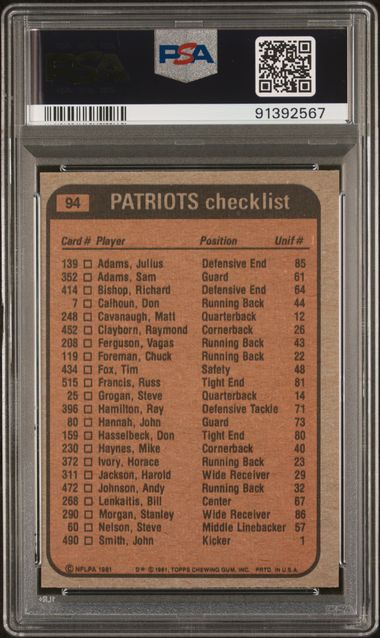 PSA
PSA
91392567
94 PATRIOTS checklist
Card # Player Position Unif #
139 Adams, Julius Defensive End 85
352 Adams, Sam Guard 61
414 Bishop, Richard Defensive End 64
7 Calhoun, Don Running Back 44
248 Cavanaugh, Matt Quarterback 12
452 Clayborn, Raymond Cornerback 26
208 Ferguson, Vagas Running Back 43
119 Foreman, Chuck Running Back 22
434 Fox, Tim Safety 48
515 Francis, Russ Tight End 81
25 Grogan, Steve Quarterback 14
396 Hamilton, Ray Defensive Tackle 71
80 Hannah, John Guard 73
159 Hasselbeck, Don Tight End 80
230 Haynes, Mike Cornerback 40
372 Ivory, Horace Running Back 23
311 Jackson, Harold Wide Receiver 29
472 Johnson, Andy Running Back 32
268 Lenkaitis, Bill Center 67
290 Morgan, Stanley Wide Receiver 86
60 Nelson, Steve Middle Linebacker 57
490 Smith, John Kicker 1
© NFLPA 1981 D* © 1981, TOPPS CHEWING GUM, INC. PRTD. IN U.S.A.